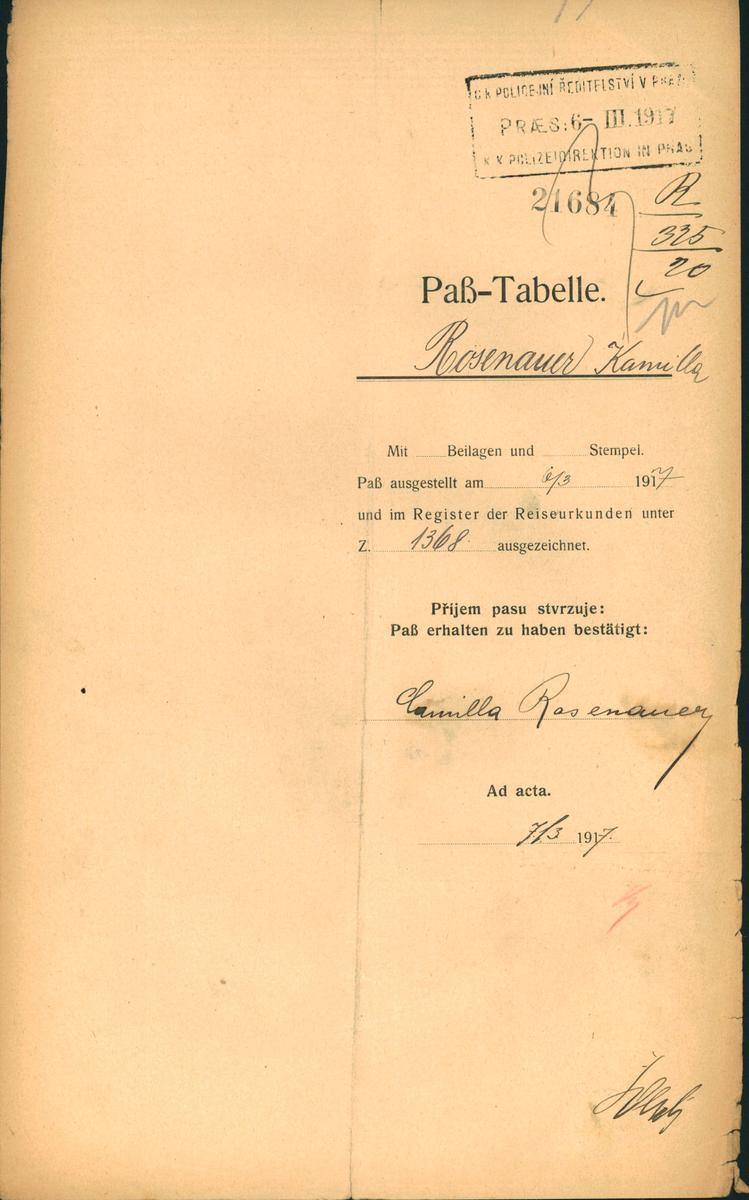 C. K. POLICEJNÍ ŘEDITELSTVÍ V PRAZE
PRÆS: 6- III. 1917
K. K. POLIZEIDIREKTION IN PRAG
21684
R
325
20
Paß-Tabelle.
Rosenauer Kamilla
Mit ........ Beilagen und ........ Stempel.
Paß ausgestellt am 6/3 1917
und im Register der Reiseurkunden unter
Z. 1368 ausgezeichnet.
Příjem pasu stvrzuje:
Paß erhalten zu haben bestätigt:
Camilla Rosenauer
Ad acta.
7/3 1917.